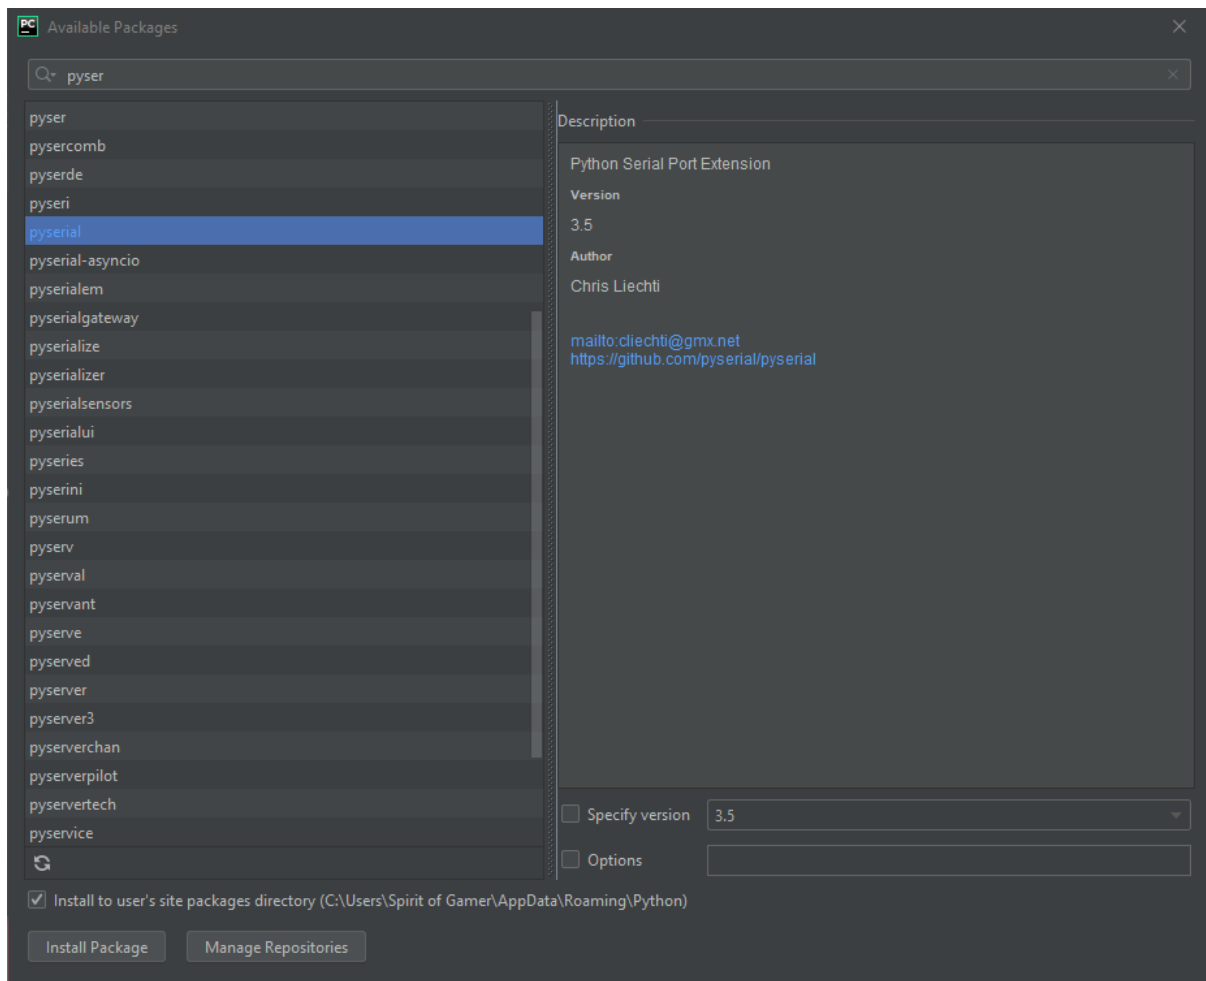 PC Available Packages
pyser
pyser
pysercomb
pyserde
pyseri
pyserial
pyserial-asyncio
pyserialem
pyserialgateway
pyserialize
pyserializer
pyserialsensors
pyserialui
pyseries
pyserini
pyserum
pyserv
pyserval
pyservant
pyserve
pyserved
pyserver
pyserver3
pyserverchan
pyserverpilot
pyservertech
pyservice
Description
Python Serial Port Extension
Version
3.5
Author
Chris Liechti
mailto:cliechti@gmx.net
https://github.com/pyserial/pyserial
Specify version 3.5
Options
Install to user's site packages directory (C:\Users\Spirit of Gamer\AppData\Roaming\Python)
Install Package Manage Repositories